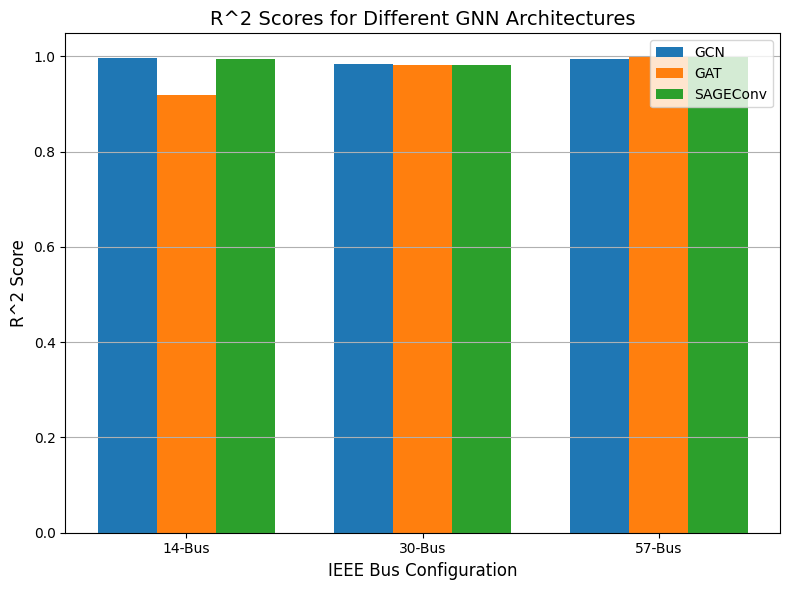 R^2 Scores for Different GNN Architectures
R^2 Score
1.0
0.8
0.6
0.4
0.2
0.0
GCN
GAT
SAGEConv
14-Bus
30-Bus
57-Bus
IEEE Bus Configuration